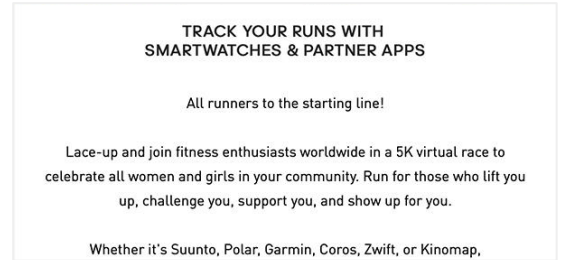 TRACK YOUR RUNS WITH
SMARTWATCHES & PARTNER APPS
All runners to the starting line!
Lace-up and join fitness enthusiasts worldwide in a 5K virtual race to
celebrate all women and girls in your community. Run for those who lift you
up, challenge you, support you, and show up for you.
Whether it's Suunto, Polar, Garmin, Coros, Zwift, or Kinomap,